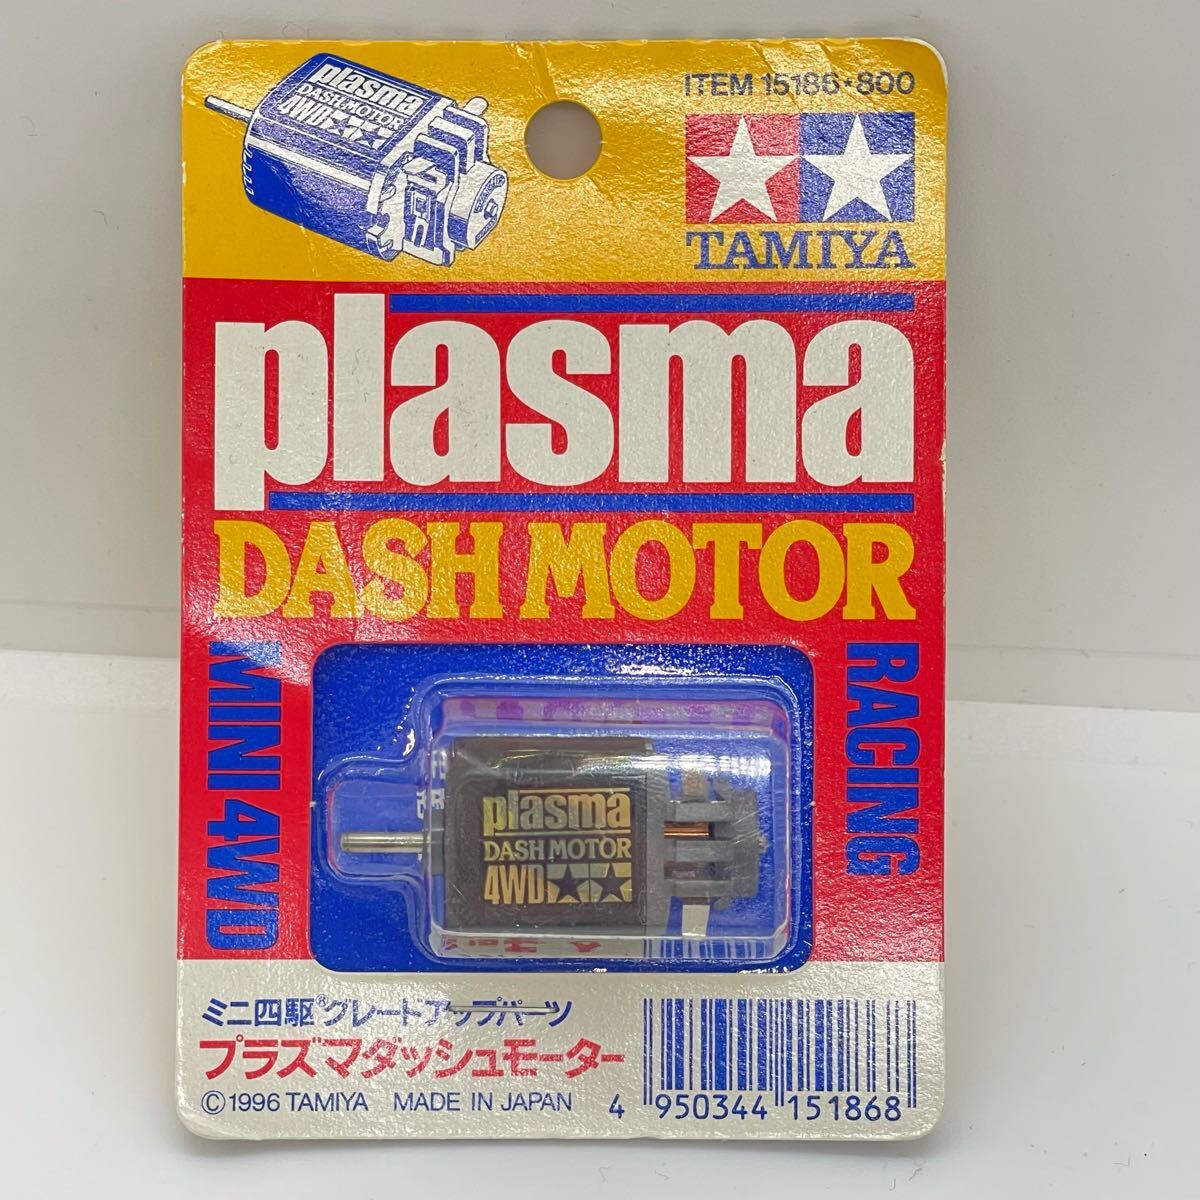 plasma
DASH MOTOR
4WD
ITEM 15186・800
TAMIYA
plasma
DASH MOTOR
MINI 4WD
RACING
plasma
DASH MOTOR
4WD
ミニ四駆®グレードアップパーツ
プラズマダッシュモーター
©1996 TAMIYA MADE IN JAPAN
4 950344 151868